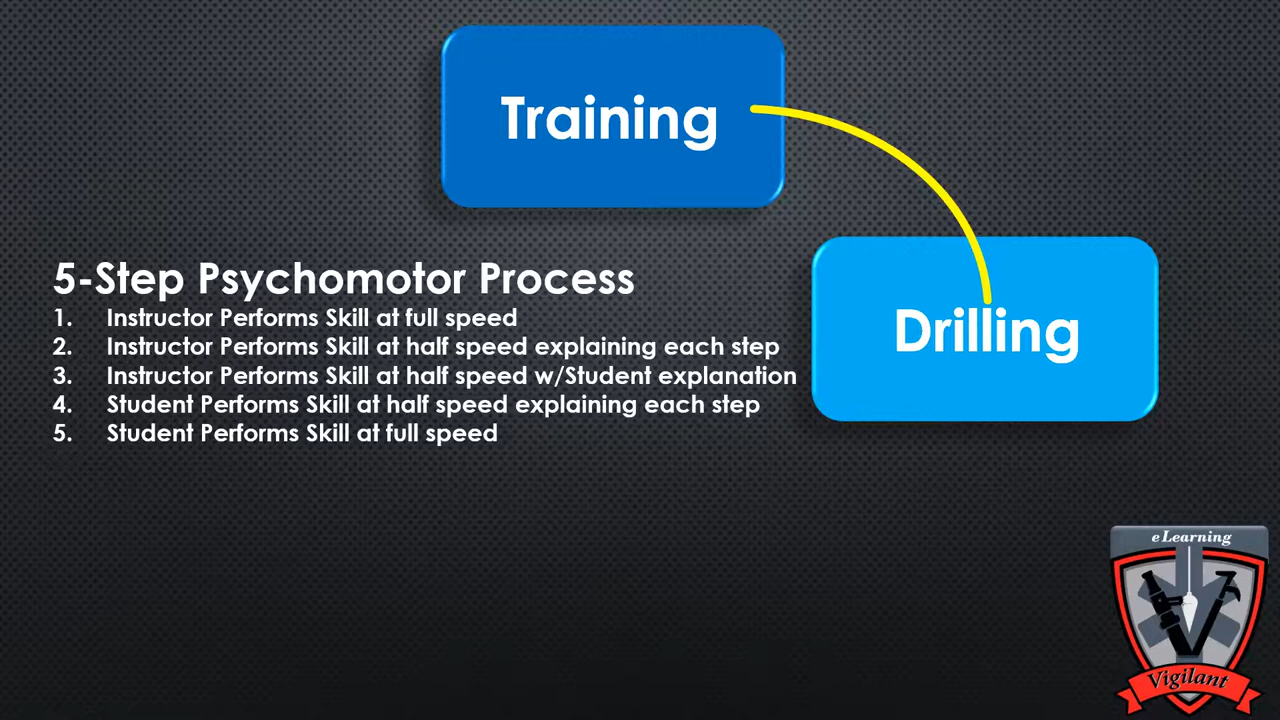 Training
Drilling
5-Step Psychomotor Process
1. Instructor Performs Skill at full speed
2. Instructor Performs Skill at half speed explaining each step
3. Instructor Performs Skill at half speed w/Student explanation
4. Student Performs Skill at half speed explaining each step
5. Student Performs Skill at full speed
eLearning
V
Vigilant